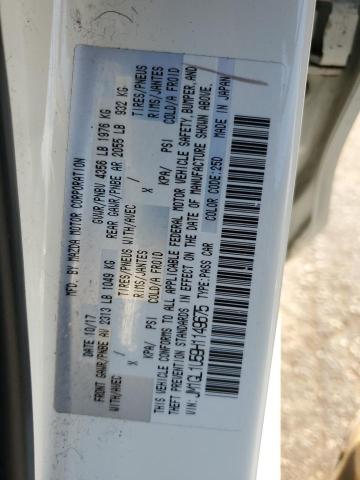 MFD. BY MAZDA MOTOR CORPORATION
DATE 10/17 GVWR/PNBV 4356 LB 1976 KG
FRONT GAWR/PNBE AV 2313 LB 1049 KG REAR GAWR/PNBE AR 2055 LB 932 KG
WITH/AVEC TIRES/PNEUS WITH/AVEC TIRES/PNEUS
/ RIMS/JANTES X RIMS/JANTES
KPA/ PSI COLD/A FROID / KPA/ PSI COLD/A FROID
THIS VEHICLE CONFORMS TO ALL APPLICABLE FEDERAL MOTOR VEHICLE SAFETY, BUMPER, AND
THEFT PREVENTION STANDARDS IN EFFECT ON THE DATE OF MANUFACTURE SHOWN ABOVE.
VIN: TYPE: PASS CAR COLOR CODE: 25D MADE IN JAPAN